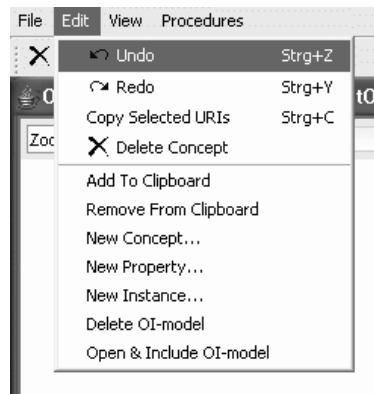 File Edit View Procedures
Undo Strg+Z
Redo Strg+Y
Copy Selected URIs Strg+C
Delete Concept
Add To Clipboard
Remove From Clipboard
New Concept...
New Property...
New Instance...
Delete OI-model
Open & Include OI-model